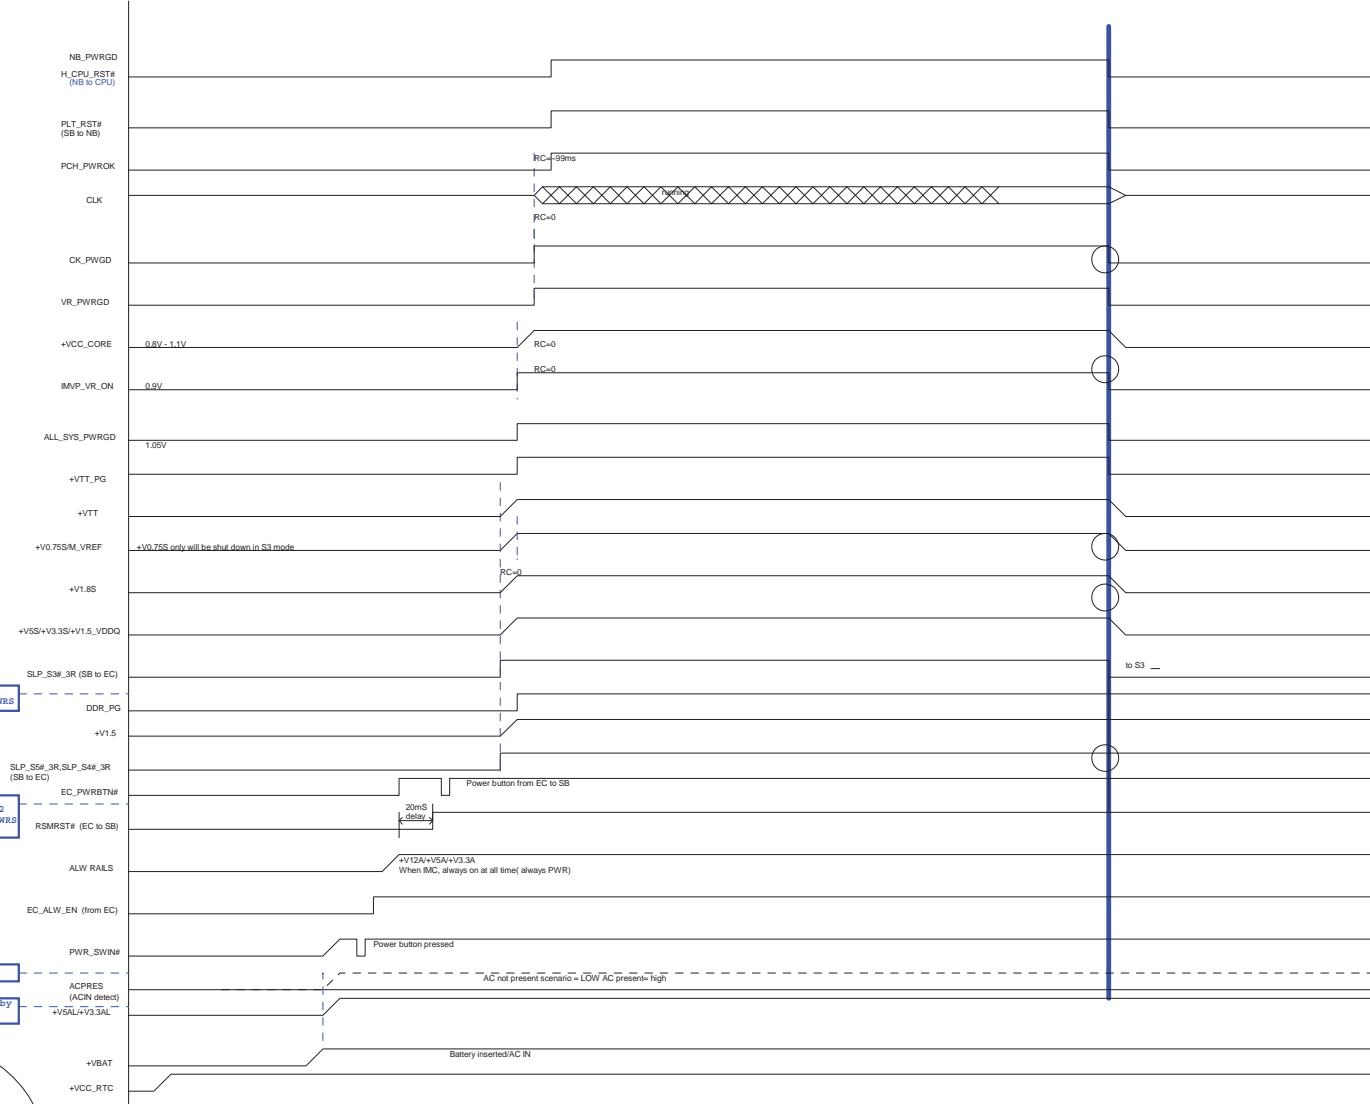 NB_PWRGD
H_CPU_RST#
(NB to CPU)
PLT_RST#
(SB to NB)
PCH_PWROK
RC=~99ms
CLK
running
RC=0
CK_PWGD
VR_PWRGD
+VCC_CORE
0.8V - 1.1V
RC=0
IMVP_VR_ON
0.9V
RC=0
ALL_SYS_PWRGD
1.05V
+VTT_PG
+VTT
+V0.75S/M_VREF
+V0.75S only will be shut down in S3 mode
RC=0
+V1.8S
+V5S/+V3.3S/+V1.5_VDDQ
SLP_S3#_3R (SB to EC)
to S3
WRS
DDR_PG
+V1.5
SLP_S5#_3R,SLP_S4#_3R
(SB to EC)
EC_PWRBTN#
Power button from EC to SB
2
WRS
20mS
delay
RSMRST# (EC to SB)
ALW RAILS
+V12A/+V5A/+V3.3A
When IMC, always on at all time( always PWR)
EC_ALW_EN (from EC)
PWR_SWIN#
Power button pressed
AC not present scenario = LOW AC present= high
ACPRES
(ACIN detect)
by
+V5AL/+V3.3AL
+VBAT
Battery inserted/AC IN
+VCC_RTC